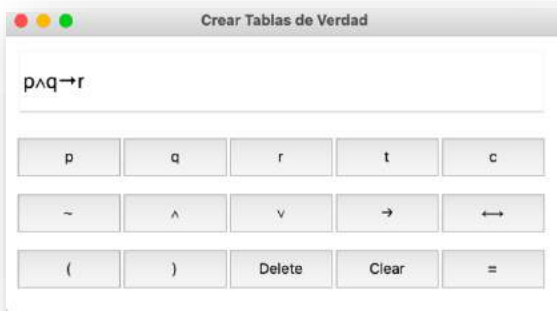 Crear Tablas de Verdad
p∧q→r
p q r t c
~ ∧ ∨ → ↔
( ) Delete Clear =